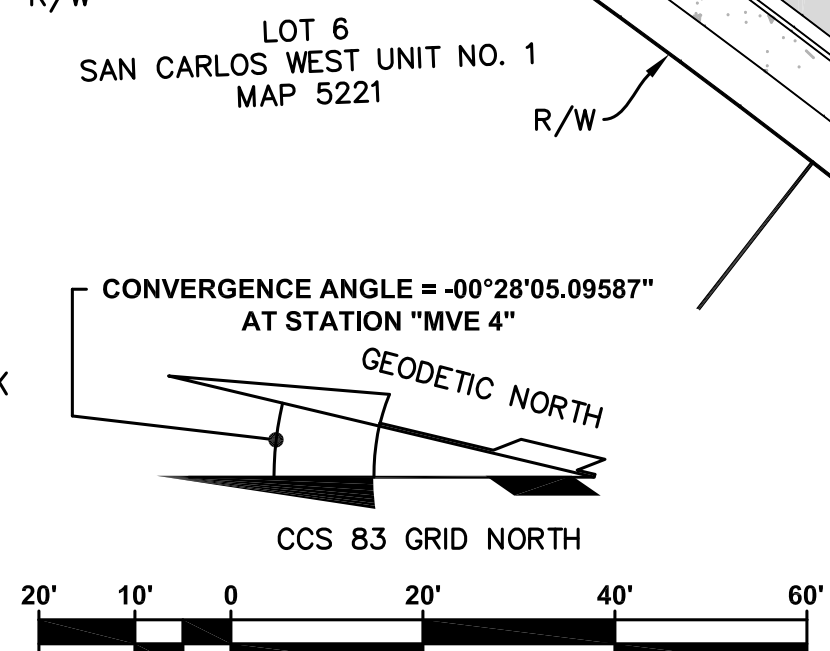 R/W
LOT 6
SAN CARLOS WEST UNIT NO. 1
MAP 5221
R/W
CONVERGENCE ANGLE = -00°28'05.09587"
AT STATION "MVE 4"
GEODETIC NORTH
CCS 83 GRID NORTH
20' 10' 0 20' 40' 60'